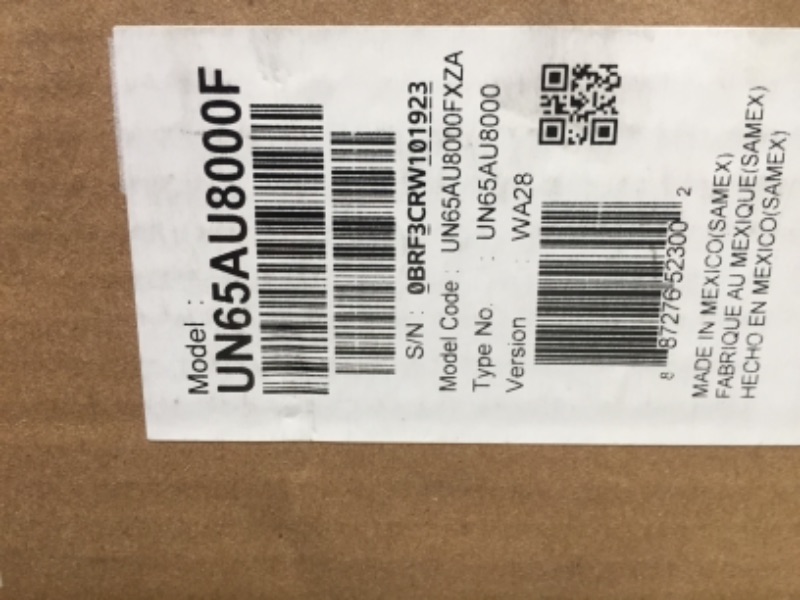 Model :
UN65AU8000F
S/N : 0BRF3CRW101923
Model Code : UN65AU8000FXZA
Type No. : UN65AU8000
Version : WA28
8 87276 52300 2
MADE IN MEXICO(SAMEX)
FABRIQUE AU MEXIQUE(SAMEX)
HECHO EN MEXICO(SAMEX)